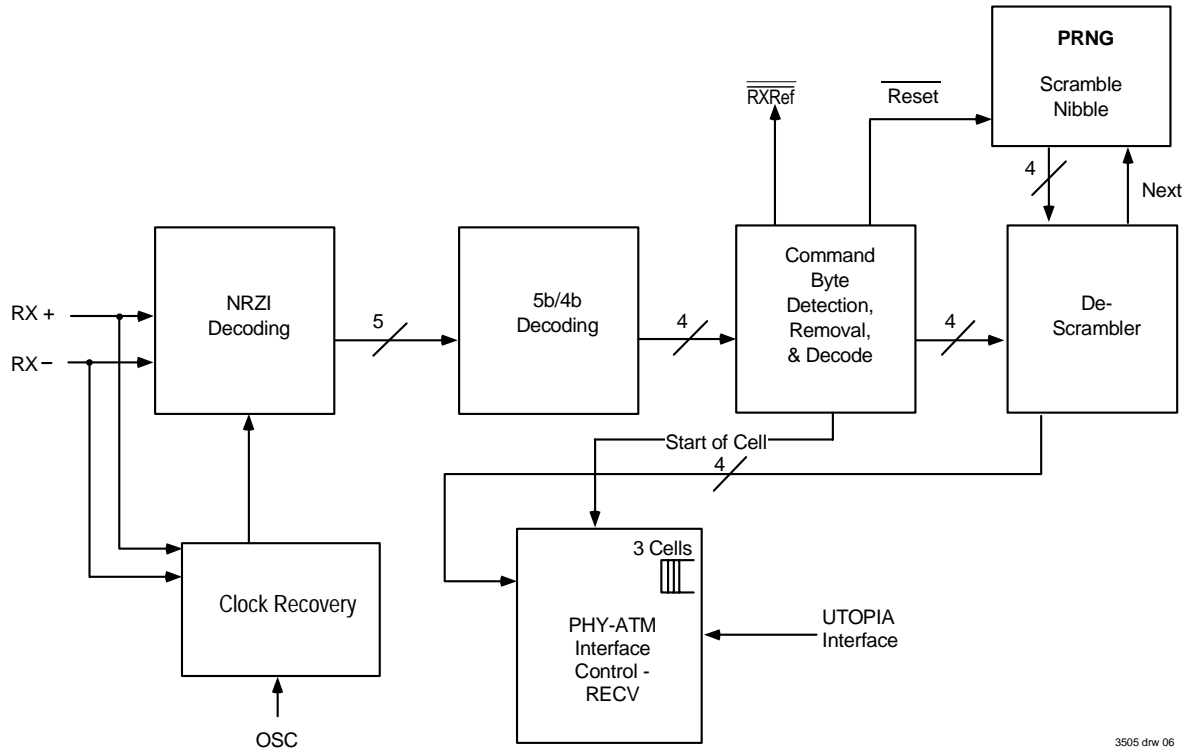 PRNG
Scramble
Nibble
RXRef
Reset
4
Next
NRZI
Decoding
5b/4b
Decoding
Command
Byte
Detection,
Removal,
& Decode
De-
Scrambler
RX +
RX –
5
4
4
Start of Cell
4
3 Cells
Clock Recovery
PHY-ATM
Interface
Control -
RECV
UTOPIA
Interface
OSC
3505 drw 06